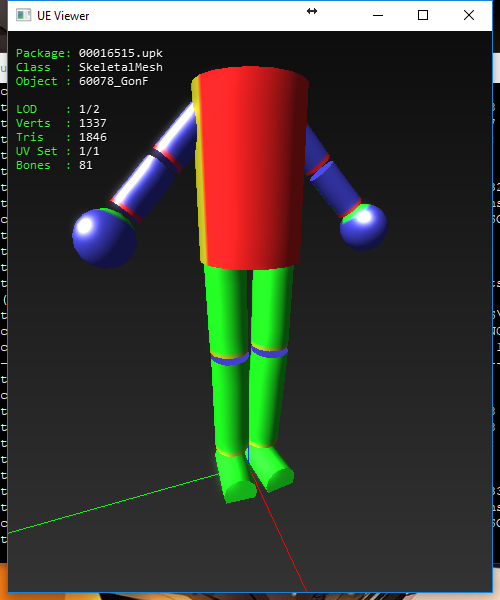 UE Viewer
Package: 00016515.upk
Class  : SkeletalMesh
Object : 60078_GonF
LOD    : 1/2
Verts  : 1337
Tris   : 1846
UV Set : 1/1
Bones  : 81